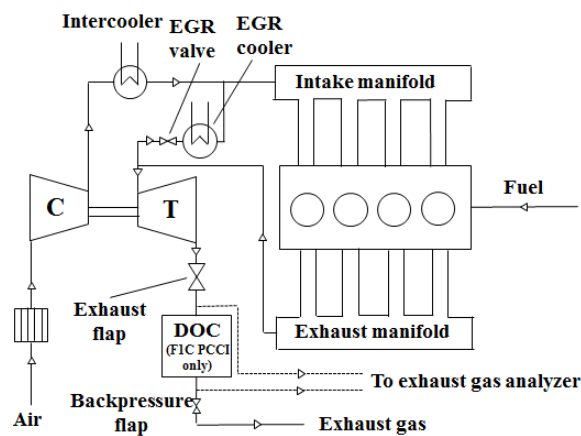 Intercooler
EGR
valve
EGR
cooler
Intake manifold
C
T
Fuel
Exhaust
flap
DOC
(F1C PCCI
only)
Exhaust manifold
To exhaust gas analyzer
Backpressure
flap
Air
Exhaust gas